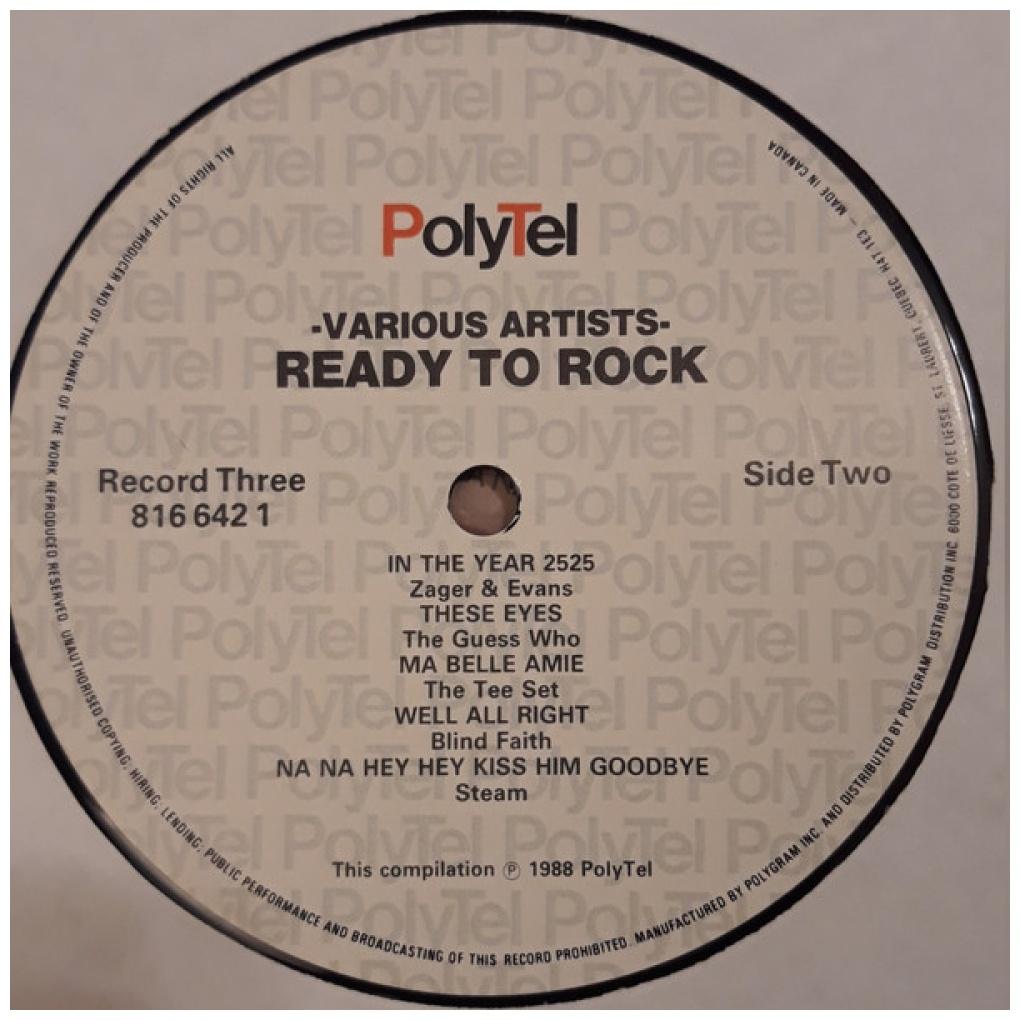 PolyTel
-VARIOUS ARTISTS-
READY TO ROCK
Record Three
816 642 1
Side Two
IN THE YEAR 2525
Zager & Evans
THESE EYES
The Guess Who
MA BELLE AMIE
The Tee Set
WELL ALL RIGHT
Blind Faith
NA NA HEY HEY KISS HIM GOODBYE
Steam
This compilation ℗ 1988 PolyTel
ALL RIGHTS OF THE PRODUCER AND OF THE OWNER OF THE WORK REPRODUCED RESERVED. UNAUTHORISED COPYING, HIRING, LENDING, PUBLIC PERFORMANCE AND BROADCASTING OF THIS RECORD PROHIBITED. MANUFACTURED BY POLYGRAM INC. AND DISTRIBUTED BY POLYGRAM DISTRIBUTION INC 6000 COTE DE LIESSE, ST. LAURENT, QUEBEC H4T 1E3 — MADE IN CANADA